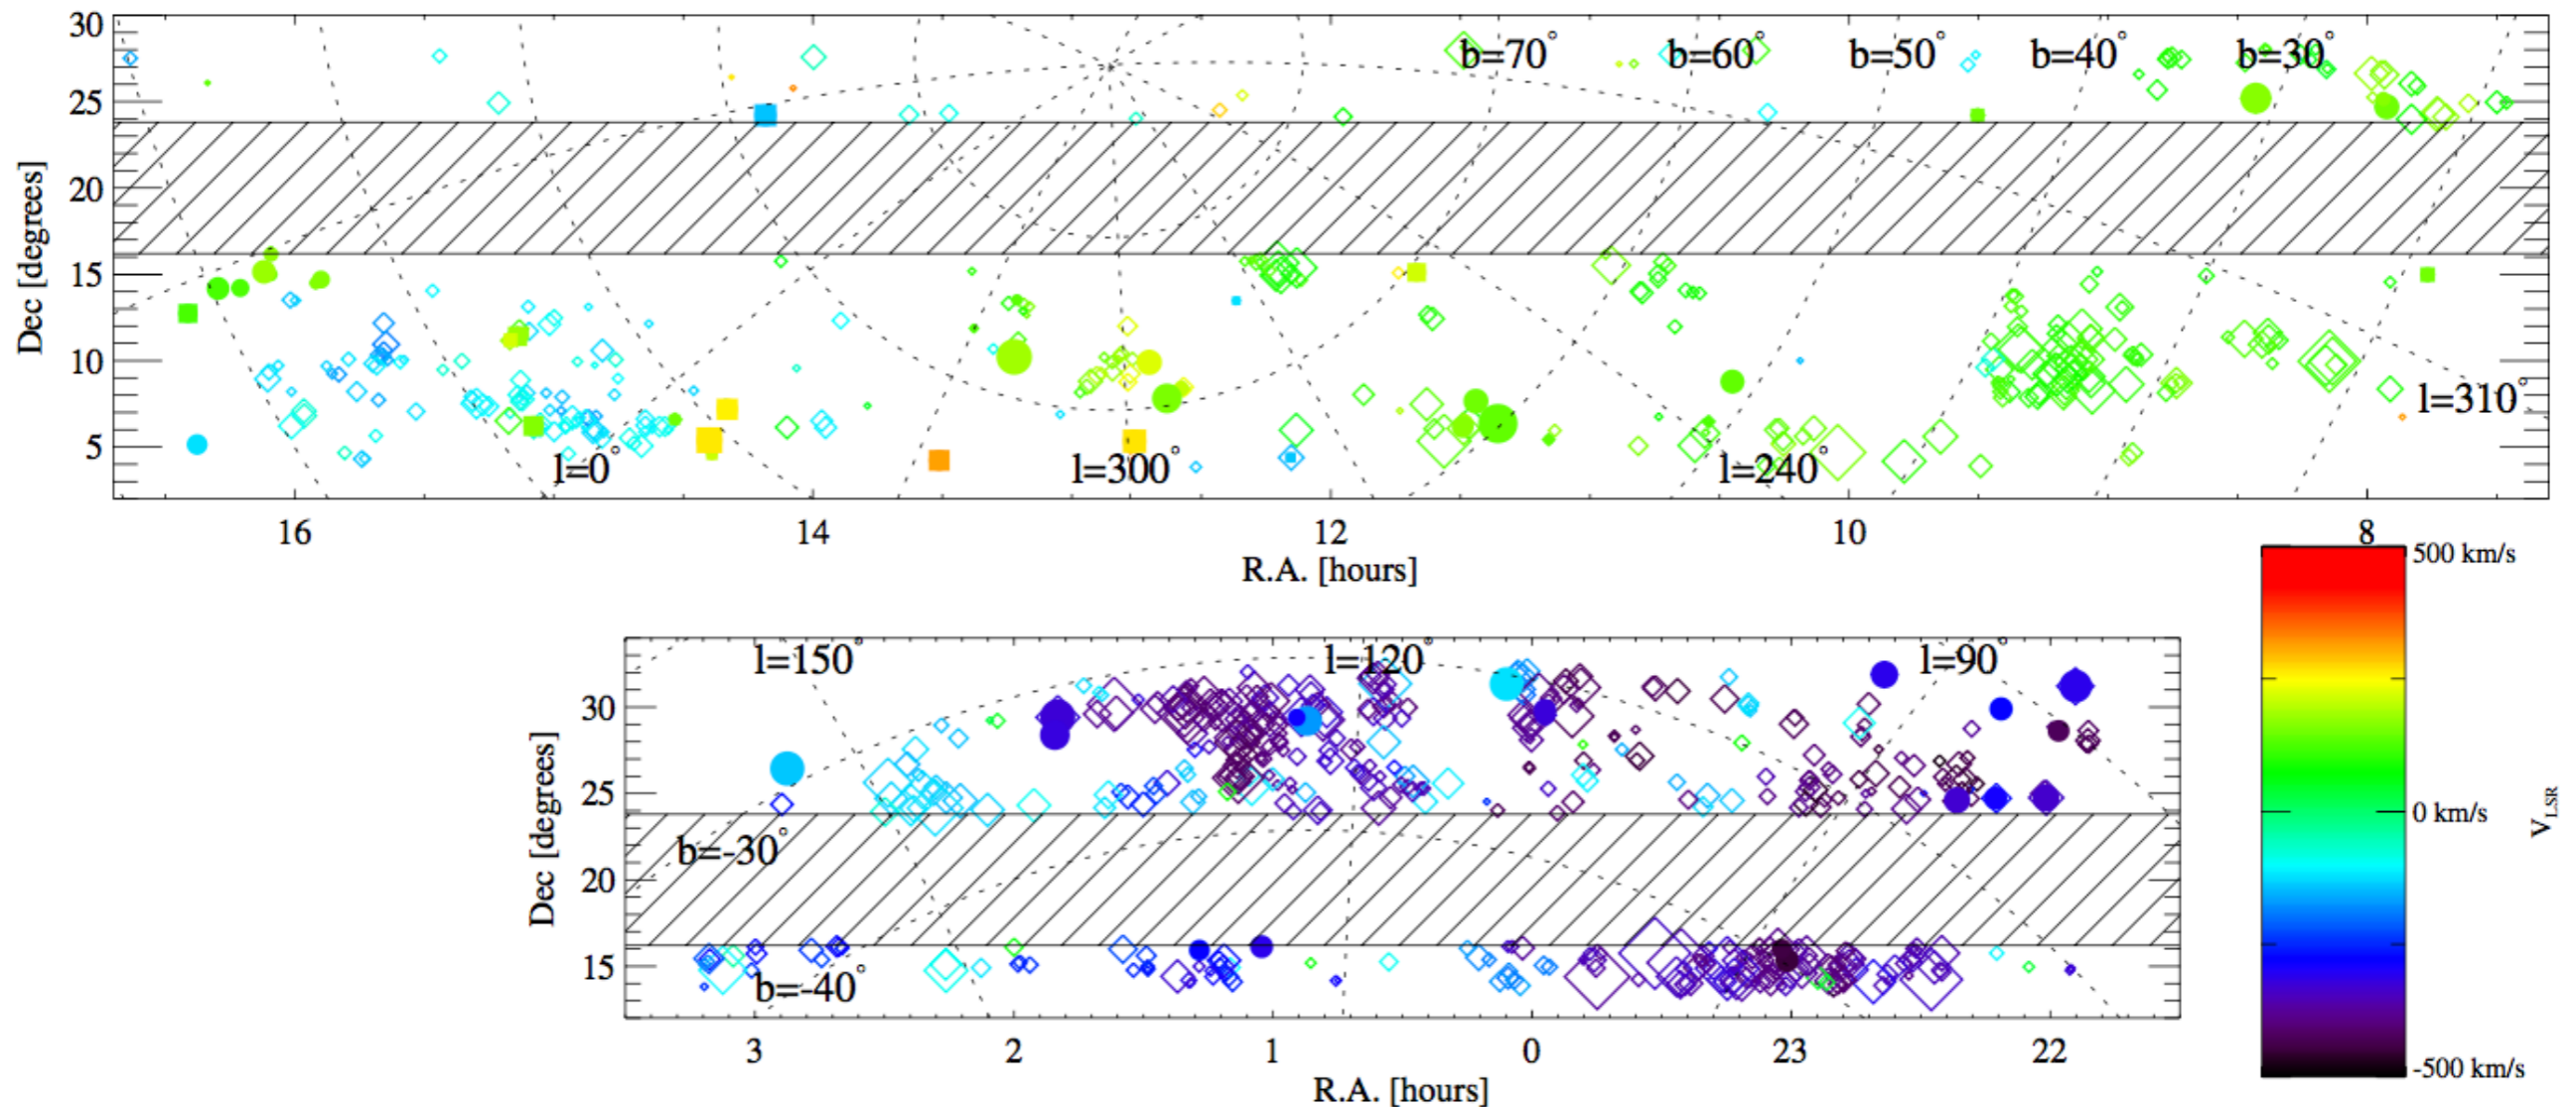 30
25
20
15
10
5
Dec [degrees]
b=70°
b=60°
b=50°
b=40°
b=30°
l=310°
l=0°
l=300°
l=240°
16
14
12
10
8
R.A. [hours]
l=150°
l=120°
l=90°
30
25
20
15
Dec [degrees]
b=-30°
b=-40°
3
2
1
0
23
22
R.A. [hours]
500 km/s
0 km/s
-500 km/s
V_LSR